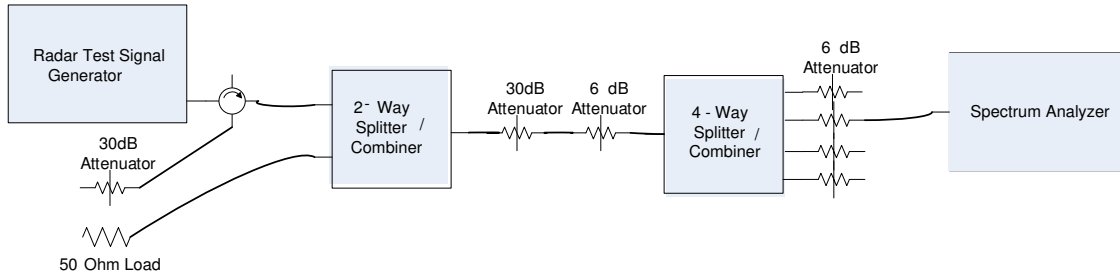 Radar Test Signal
Generator
30dB
Attenuator
50 Ohm Load
2- Way
Splitter /
Combiner
30dB
Attenuator
6 dB
Attenuator
4 - Way
Splitter /
Combiner
6 dB
Attenuator
Spectrum Analyzer